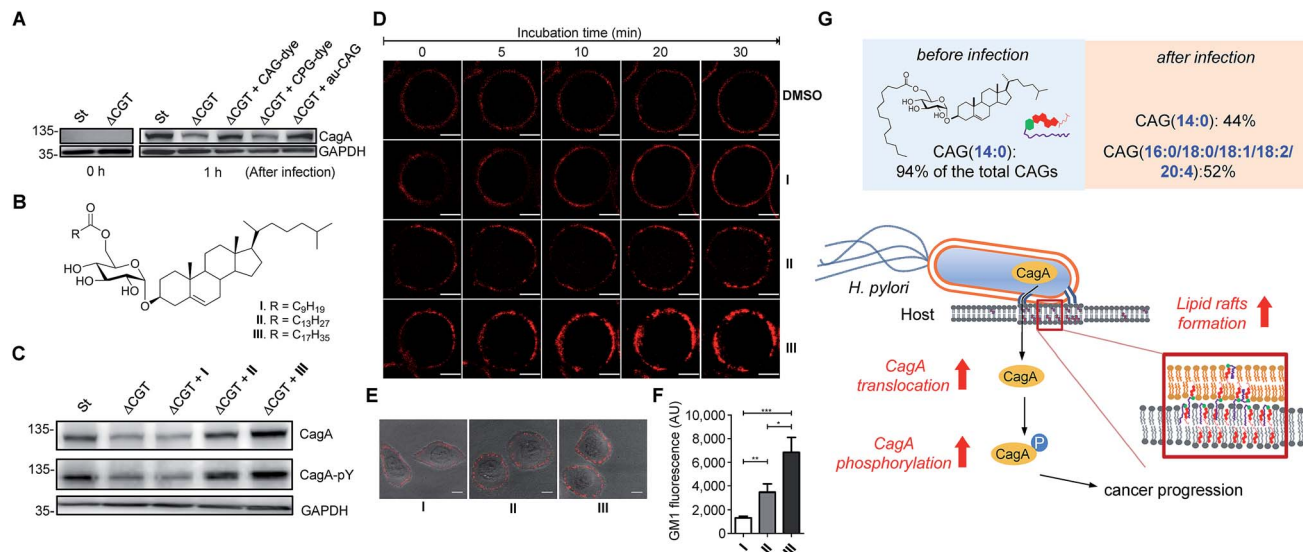 A
St
ΔCGT
St
ΔCGT
ΔCGT + CAG-dye
ΔCGT + CPG-dye
ΔCGT + au-CAG
135-
CagA
35-
GAPDH
0 h
1 h
(After infection)
B
O
R
O
HO
O
HO
HO
O
I. R = C9H19
II. R = C13H27
III. R = C17H35
C
St
ΔCGT
ΔCGT + I
ΔCGT + II
ΔCGT + III
135-
CagA
135-
CagA-pY
35-
GAPDH
D
Incubation time (min)
0
5
10
20
30
DMSO
I
II
III
E
I
II
III
F
GM1 fluorescence (AU)
10,000
8,000
6,000
4,000
2,000
0
***
*
**
I
II
III
G
before infection
O
O
HO
O
HO
HO
O
CAG(14:0):
94% of the total CAGs
after infection
CAG(14:0): 44%
CAG(16:0/18:0/18:1/18:2/
20:4):52%
H. pylori
CagA
Host
Lipid rafts
formation
CagA
translocation
CagA
CagA
phosphorylation
CagA
P
cancer progression